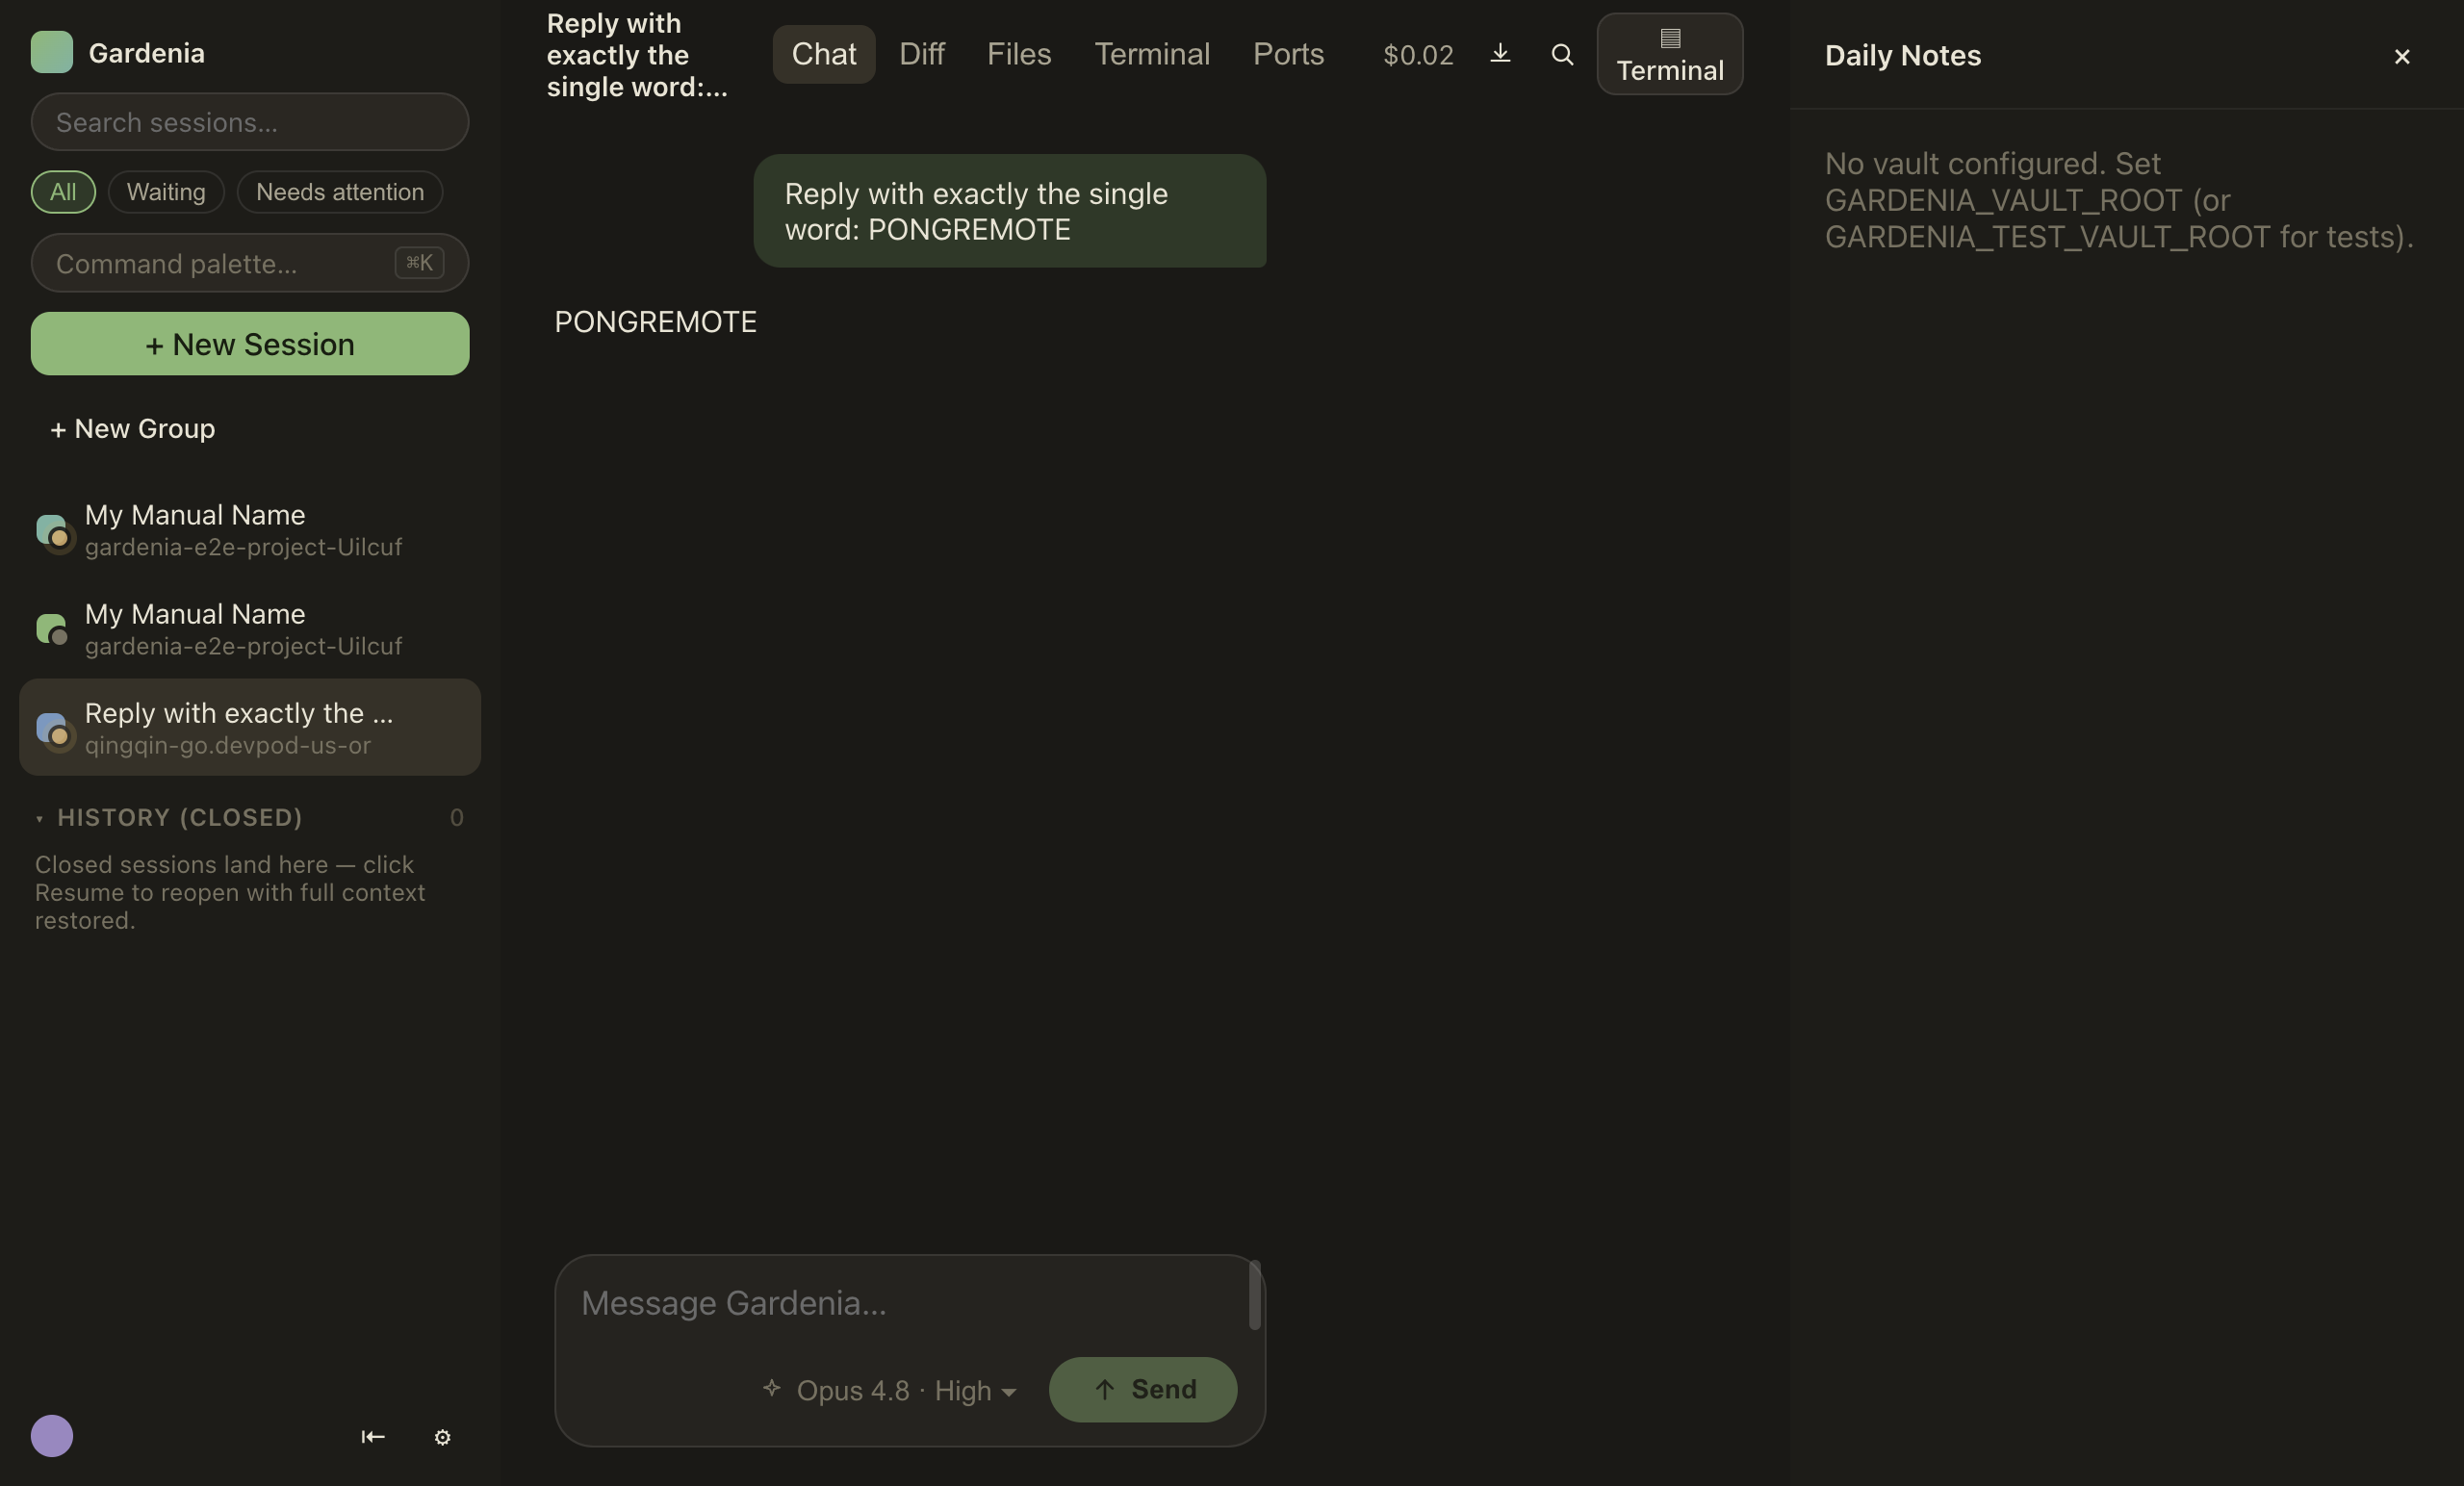 Gardenia
Search sessions...
All
Waiting
Needs attention
Command palette...
⌘K
+ New Session
+ New Group
My Manual Name
gardenia-e2e-project-Uilcuf
My Manual Name
gardenia-e2e-project-Uilcuf
Reply with exactly the ...
qingqin-go.devpod-us-or
HISTORY (CLOSED)
0
Closed sessions land here — click
Resume to reopen with full context
restored.
Reply with
exactly the
single word:...
Chat
Diff
Files
Terminal
Ports
$0.02
Terminal
Reply with exactly the single
word: PONGREMOTE
PONGREMOTE
Message Gardenia...
Opus 4.8 · High
Send
Daily Notes
No vault configured. Set
GARDENIA_VAULT_ROOT (or
GARDENIA_TEST_VAULT_ROOT for tests).